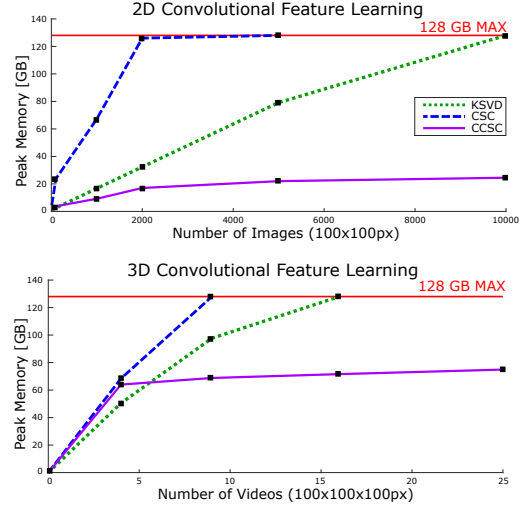 2D Convolutional Feature Learning
128 GB MAX
140
120
100
80
60
40
20
0
Peak Memory [GB]
KSVD
CSC
CCSC
0 2000 4000 6000 8000 10000
Number of Images (100x100px)
3D Convolutional Feature Learning
128 GB MAX
140
120
100
80
60
40
20
0
Peak Memory [GB]
0 5 10 15 20 25
Number of Videos (100x100x100px)